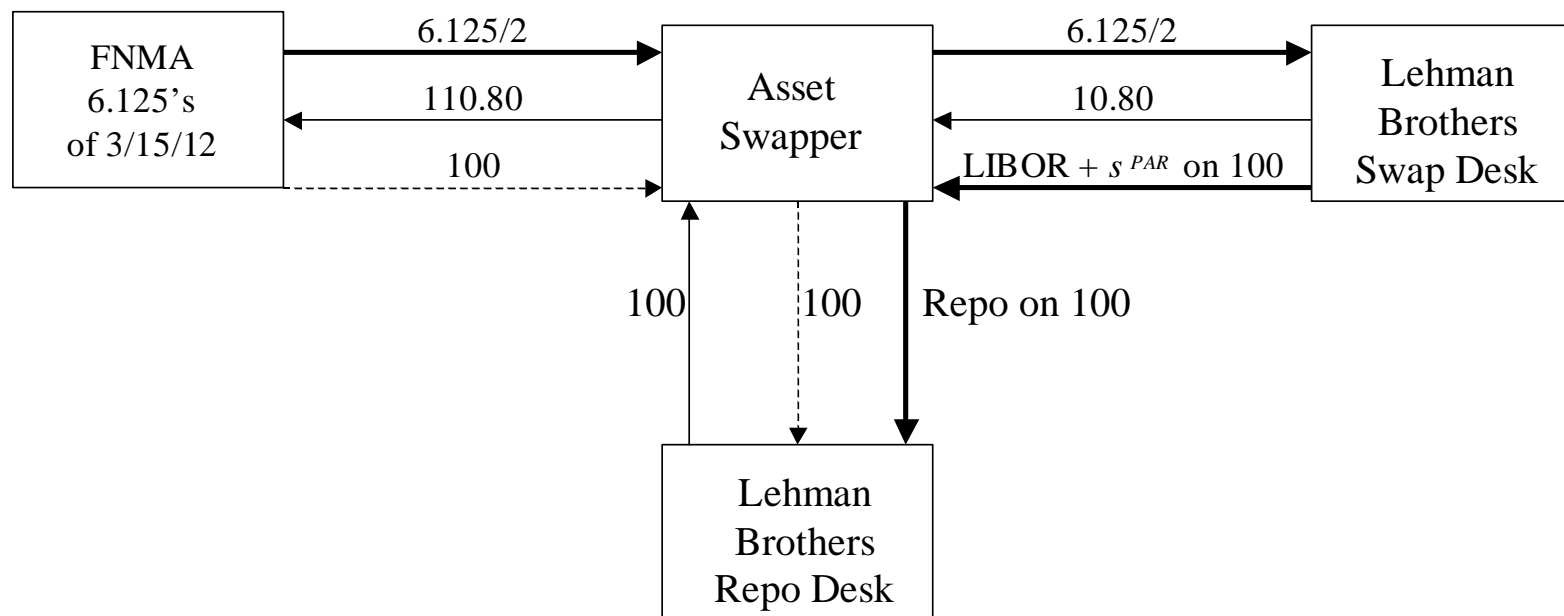 FNMA
6.125’s
of 3/15/12
6.125/2
110.80
100
Asset
Swapper
6.125/2
10.80
LIBOR + s PAR on 100
Lehman
Brothers
Swap Desk
100
100
Repo on 100
Lehman
Brothers
Repo Desk